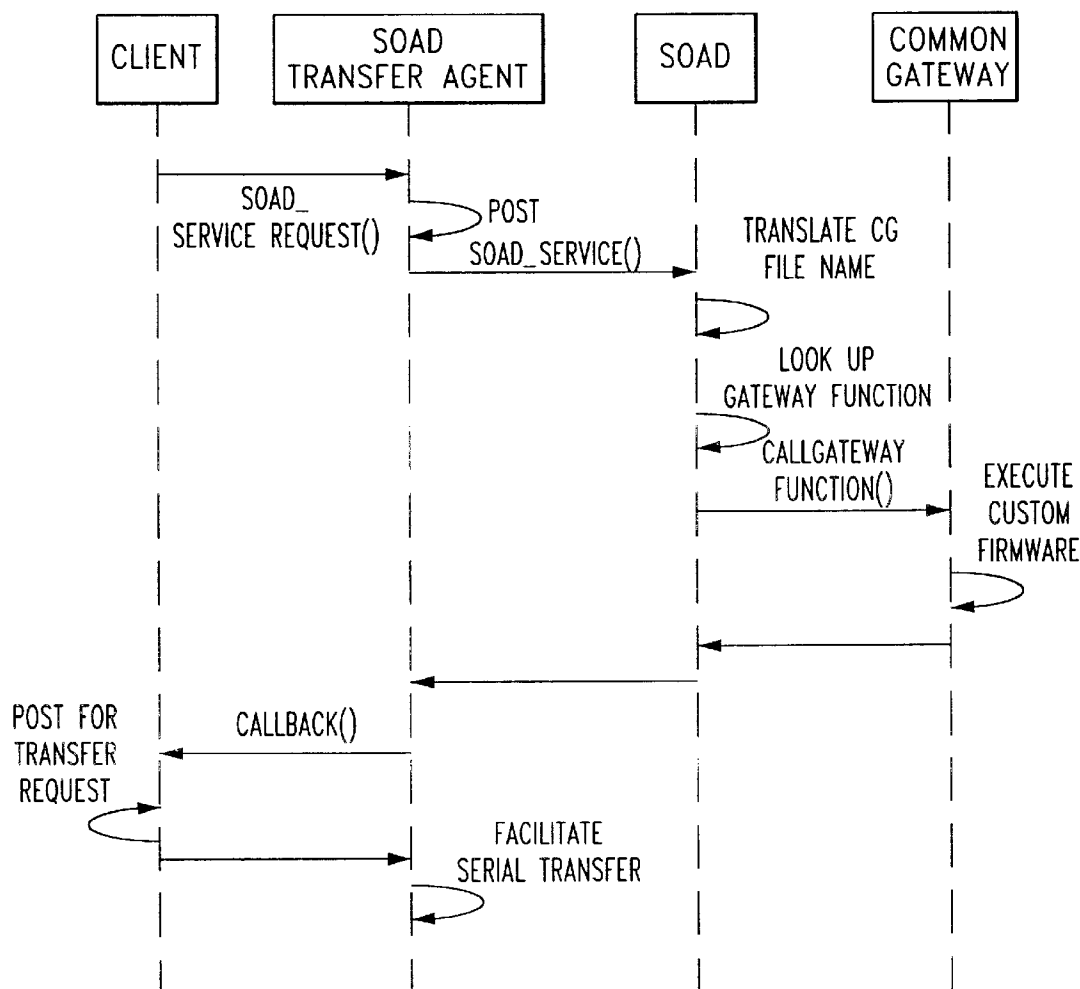 CLIENT
SOAD
TRANSFER AGENT
SOAD
COMMON
GATEWAY
SOAD_
SERVICE REQUEST()
POST
SOAD_SERVICE()
TRANSLATE CG
FILE NAME
LOOK UP
GATEWAY FUNCTION
CALLGATEWAY
FUNCTION()
EXECUTE
CUSTOM
FIRMWARE
CALLBACK()
POST FOR
TRANSFER
REQUEST
FACILITATE
SERIAL TRANSFER